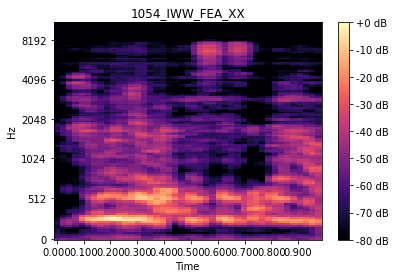 1054_IWW_FEA_XX
+0 dB
8192
-10 dB
4096
-20 dB
-30 dB
2048
Hz
-40 dB
1024
-50 dB
512
-60 dB
-70 dB
0
-80 dB
0.0000.1000.2000.3000.4000.5000.6000.7000.8000.900
Time